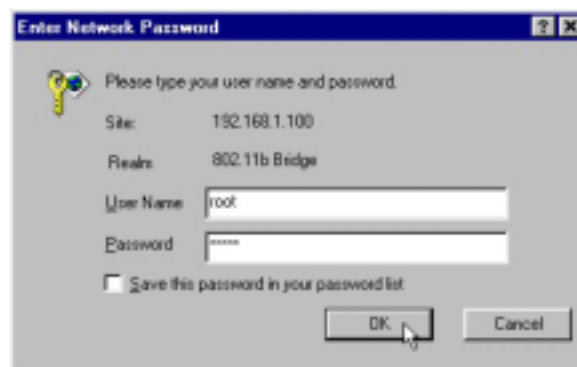 Enter Network Password
Please type your user name and password.
Site: 192.168.1.100
Realm 802.11b Bridge
User Name root
Password *****
Save this password in your password list
OK Cancel